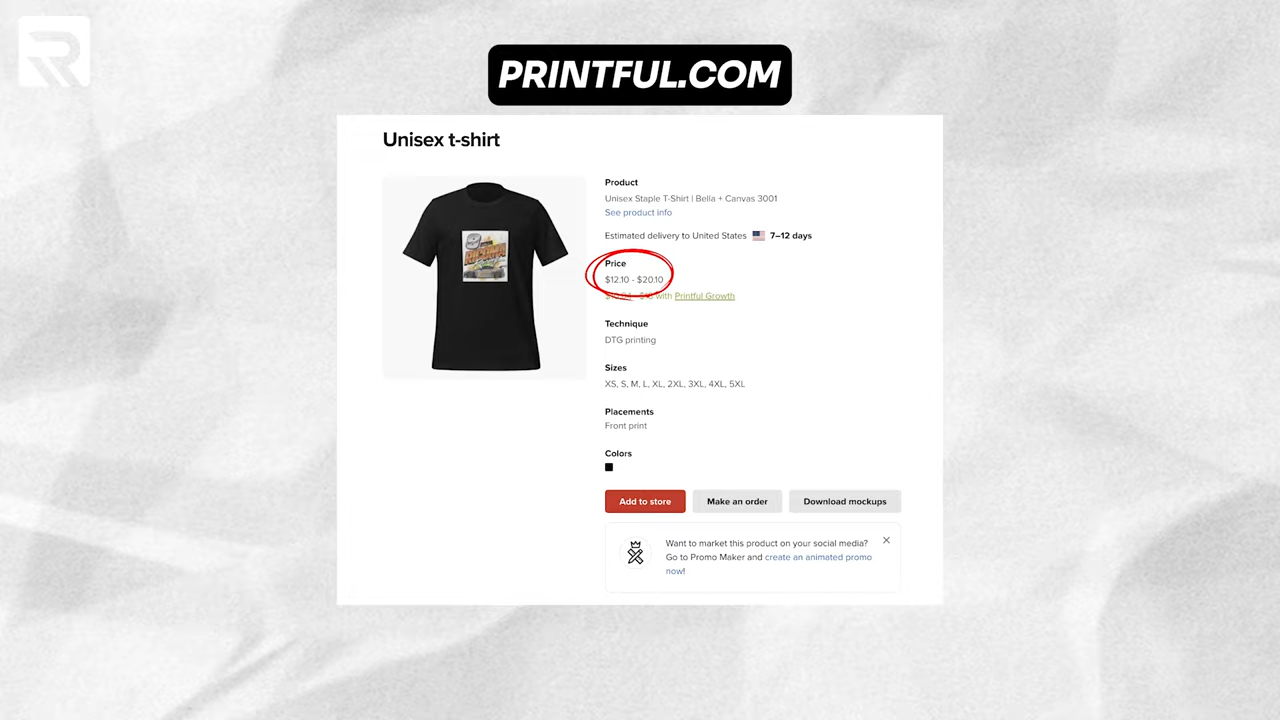 PRINTFUL.COM
Unisex t-shirt
Product
Unisex Staple T-Shirt | Bella + Canvas 3001
See product info
Estimated delivery to United States 7–12 days
Price
$12.10 - $20.10
with Printful Growth
Technique
DTG printing
Sizes
XS, S, M, L, XL, 2XL, 3XL, 4XL, 5XL
Placements
Front print
Colors
Add to store
Make an order
Download mockups
Want to market this product on your social media?
Go to Promo Maker and create an animated promo
now!